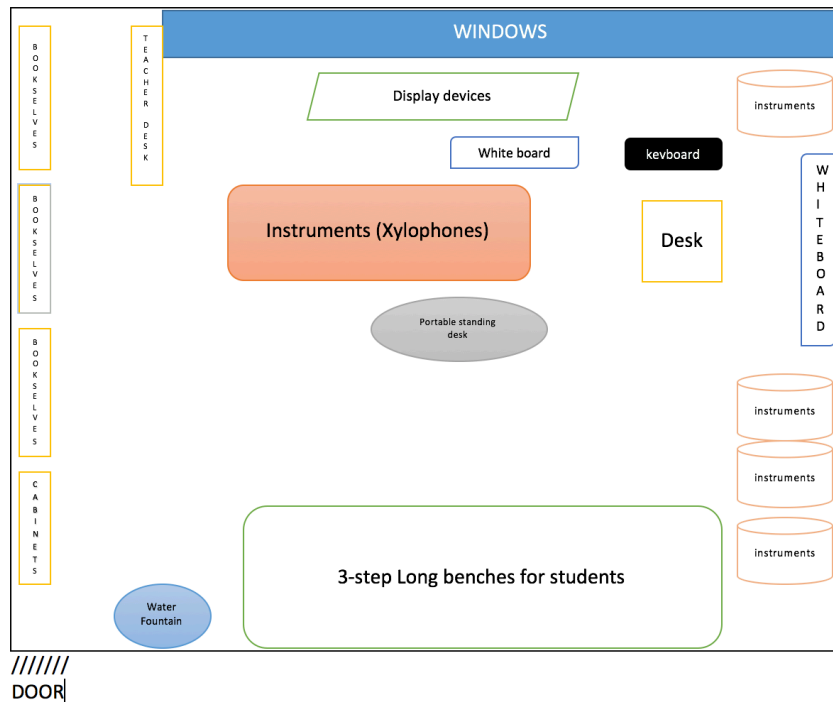 WINDOWS
BOOKSELVES
TEACHER DESK
Display devices
instruments
White board
kevboard
WHITEBOARD
BOOKSELVES
Instruments (Xylophones)
Desk
Portable standing
desk
BOOKSELVES
instruments
instruments
CABINETS
instruments
3-step Long benches for students
Water
Fountain
///////
DOOR